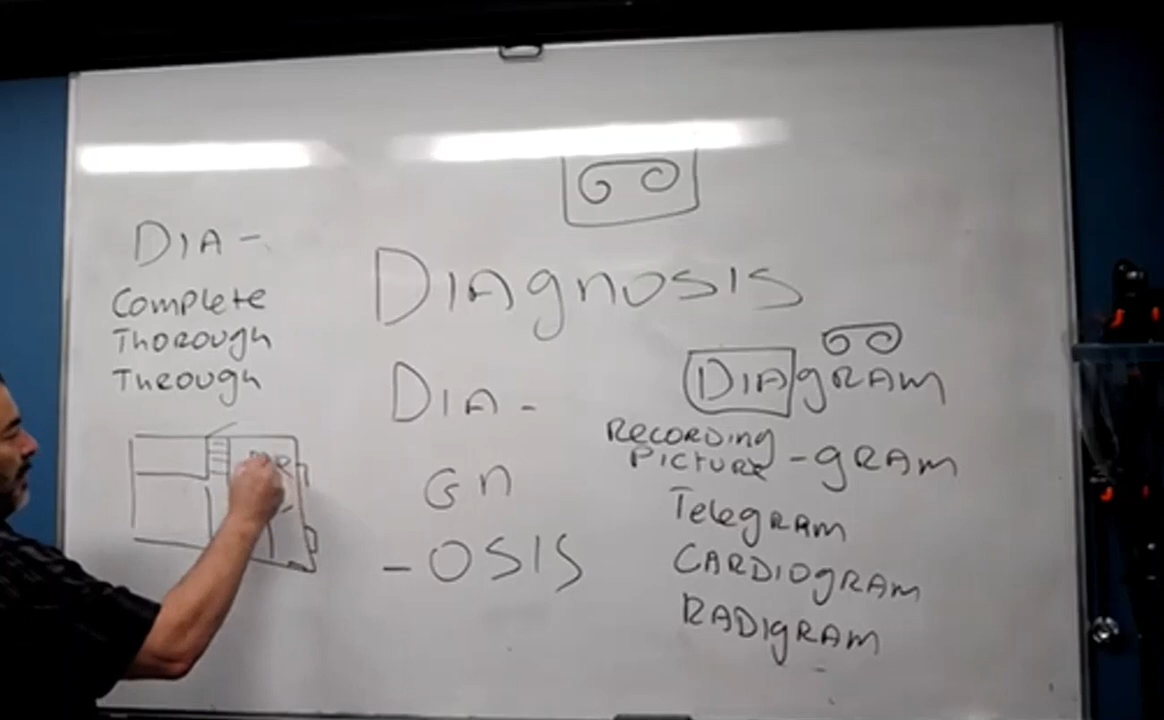 DIA -
Complete
Thorough
Through
Diagnosis
DIA -
Gn
- OSIS
DIAgRAM
Recording
Picture - gRAM
TelegRAM
CARDIOgRAM
RADIgRAM